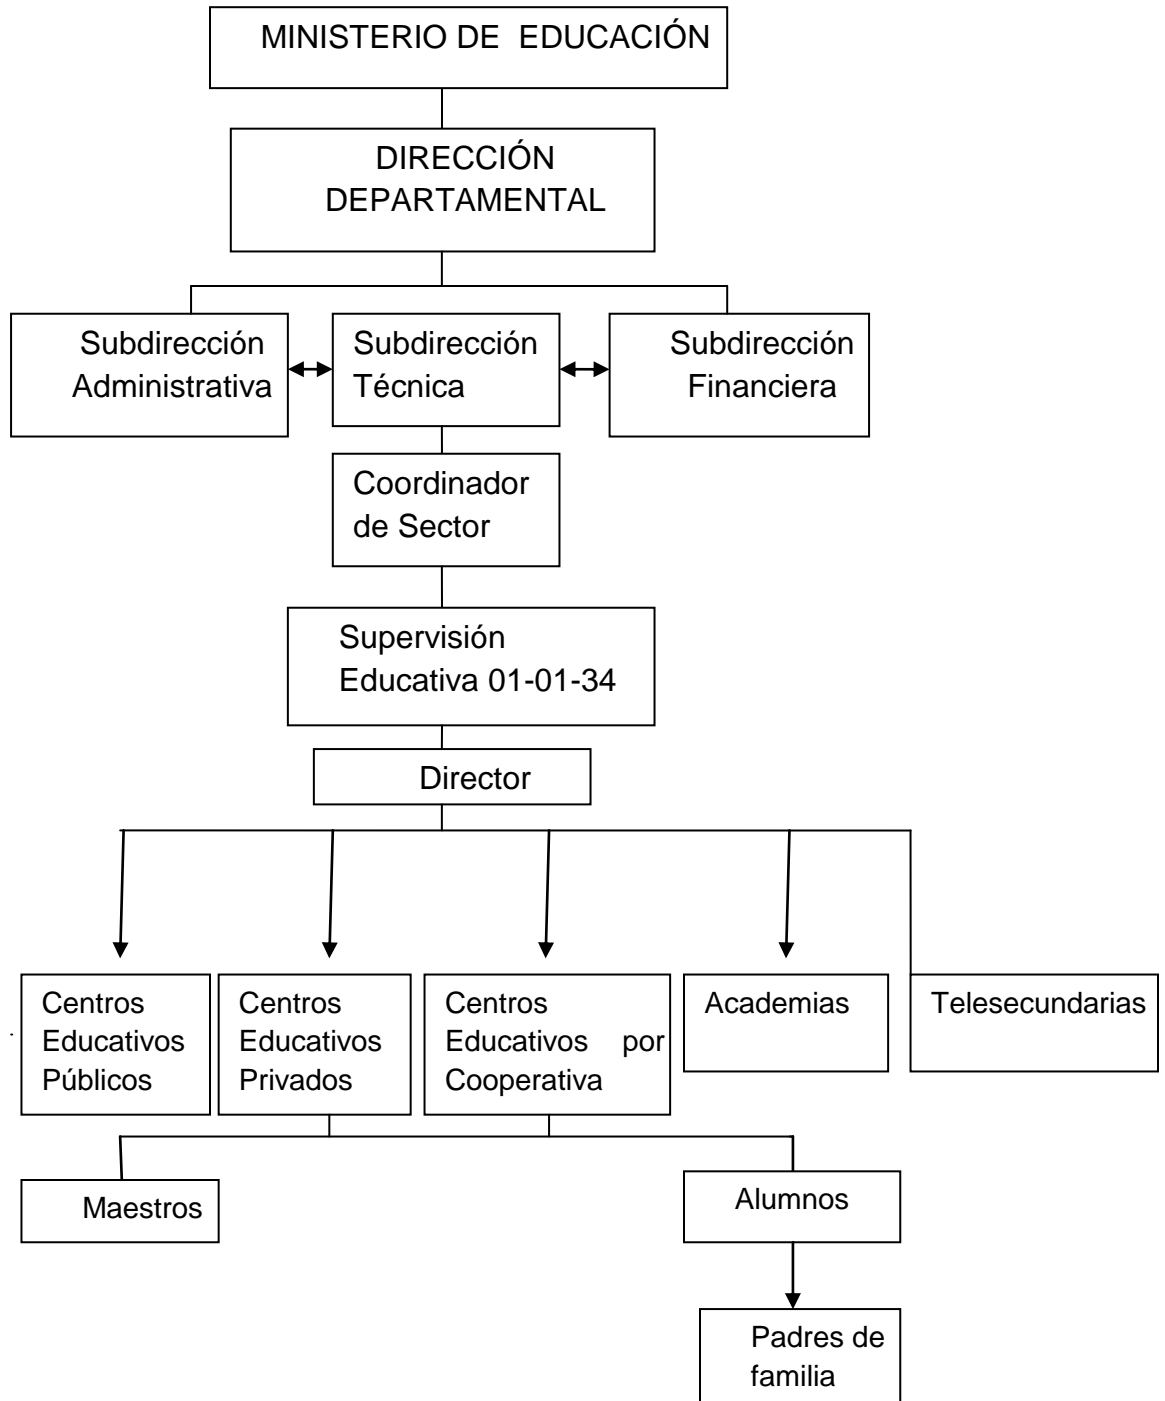 MINISTERIO DE EDUCACIÓN
DIRECCIÓN
DEPARTAMENTAL
Subdirección
Administrativa
Subdirección
Técnica
Subdirección
Financiera
Coordinador
de Sector
Supervisión
Educativa 01-01-34
Director
Centros
Educativos
Públicos
Centros
Educativos
Privados
Centros
Educativos por
Cooperativa
Academias
Telesecundarias
Maestros
Alumnos
Padres de
familia